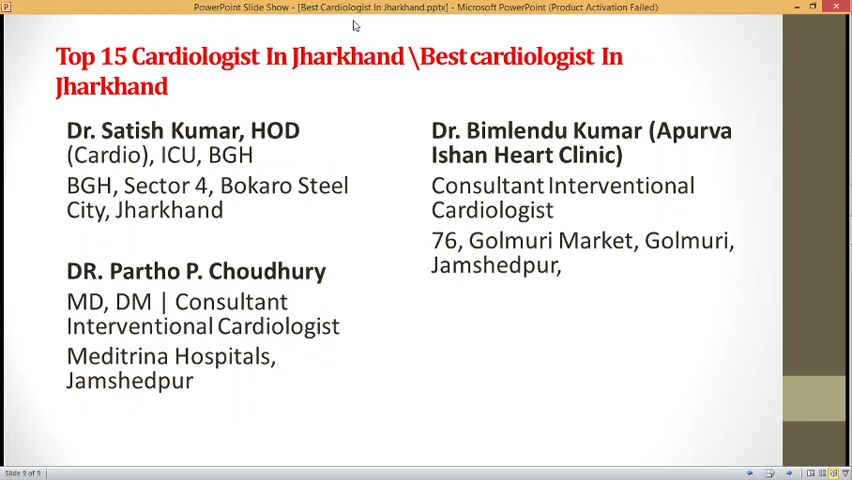 PowerPoint Slide Show - [Best Cardiologist In Jharkhand.pptx] - Microsoft PowerPoint (Product Activation Failed)
Top 15 Cardiologist In Jharkhand \Best cardiologist In
Jharkhand
Dr. Satish Kumar, HOD
(Cardio), ICU, BGH
BGH, Sector 4, Bokaro Steel
City, Jharkhand
DR. Partho P. Choudhury
MD, DM | Consultant
Interventional Cardiologist
Meditrina Hospitals,
Jamshedpur
Dr. Bimlendu Kumar (Apurva
Ishan Heart Clinic)
Consultant Interventional
Cardiologist
76, Golmuri Market, Golmuri,
Jamshedpur,
Slide 9 of 9